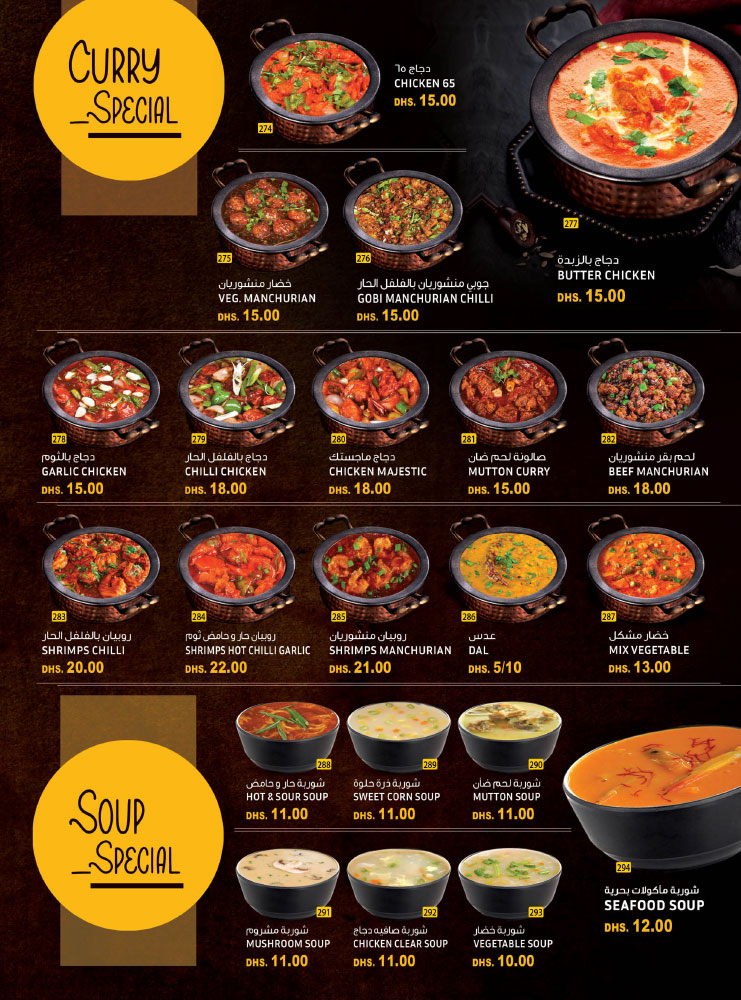 CURRY
SPECIAL
274
دجاج ٦٥
CHICKEN 65
DHS. 15.00
275
خضار منشوريان
VEG. MANCHURIAN
DHS. 15.00
276
جوبي منشوريان بالفلفل الحار
GOBI MANCHURIAN CHILLI
DHS. 15.00
277
دجاج بالزبدة
BUTTER CHICKEN
DHS. 15.00
278
دجاج بالثوم
GARLIC CHICKEN
DHS. 15.00
279
دجاج بالفلفل الحار
CHILLI CHICKEN
DHS. 18.00
280
دجاج ماجستك
CHICKEN MAJESTIC
DHS. 18.00
281
صالونة لحم ضان
MUTTON CURRY
DHS. 15.00
282
لحم بقر منشوريان
BEEF MANCHURIAN
DHS. 18.00
283
روبيان بالفلفل الحار
SHRIMPS CHILLI
DHS. 20.00
284
روبيان حار و حامض ثوم
SHRIMPS HOT CHILLI GARLIC
DHS. 22.00
285
روبيان منشوريان
SHRIMPS MANCHURIAN
DHS. 21.00
286
عدس
DAL
DHS. 5/10
287
خضار مشكل
MIX VEGETABLE
DHS. 13.00
SOUP
SPECIAL
288
شوربة حار و حامض
HOT & SOUR SOUP
DHS. 11.00
289
شوربة ذرة حلوة
SWEET CORN SOUP
DHS. 11.00
290
شوربة لحم ضأن
MUTTON SOUP
DHS. 11.00
291
شوربة مشروم
MUSHROOM SOUP
DHS. 11.00
292
شوربة صافيه دجاج
CHICKEN CLEAR SOUP
DHS. 11.00
293
شوربة خضار
VEGETABLE SOUP
DHS. 10.00
294
شوربة مأكولات بحرية
SEAFOOD SOUP
DHS. 12.00